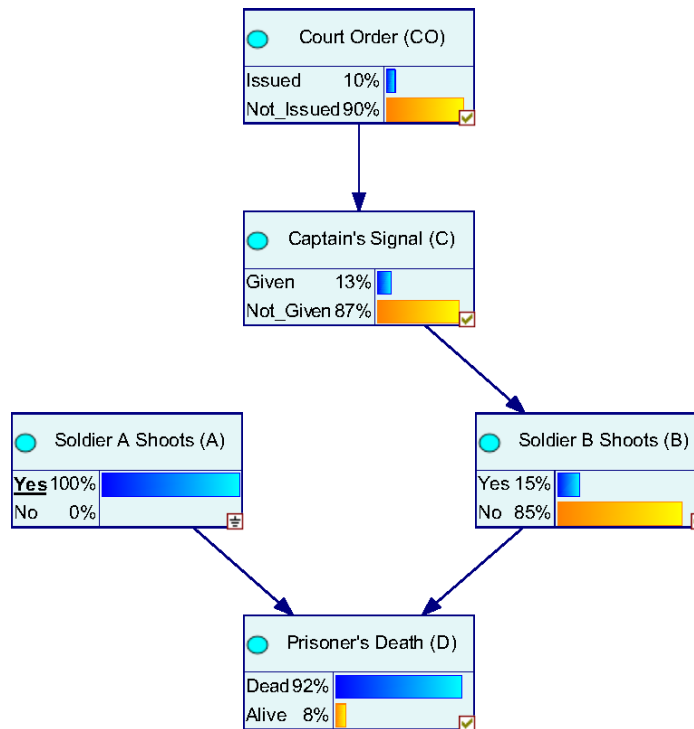 Court Order (CO)
Issued 10%
Not_Issued 90%
Captain's Signal (C)
Given 13%
Not_Given 87%
Soldier A Shoots (A)
Yes 100%
No 0%
Soldier B Shoots (B)
Yes 15%
No 85%
Prisoner's Death (D)
Dead 92%
Alive 8%